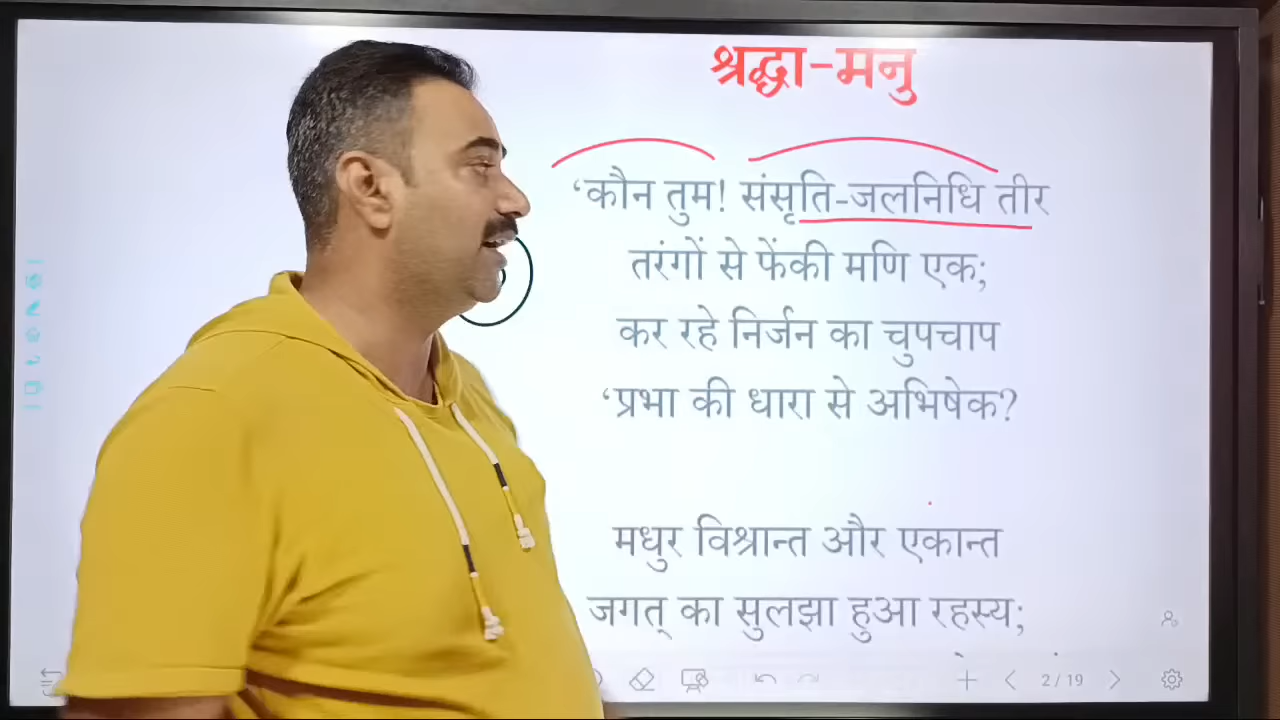 श्रद्धा-मनु
‘कौन तुम! संसृति-जलनिधि तीर
तरंगों से फेंकी मणि एक;
कर रहे निर्जन का चुपचाप
‘प्रभा की धारा से अभिषेक?
मधुर विश्रान्त और एकान्त
जगत् का सुलझा हुआ रहस्य;
2 / 19